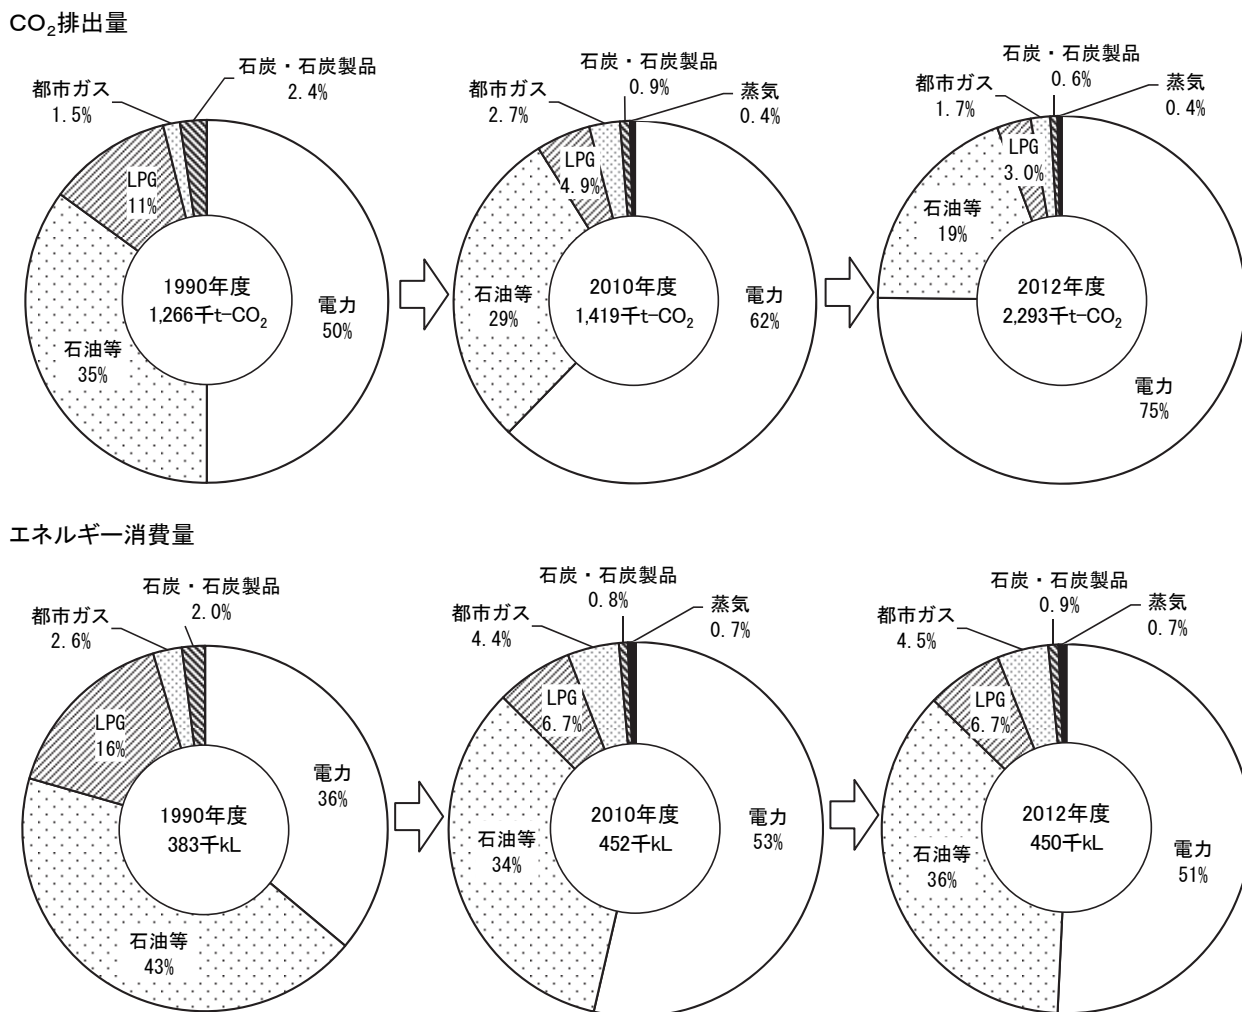 CO₂排出量
石炭・石炭製品
2.4%
都市ガス
1.5%
LPG
11%
石油等
35%
電力
50%
1990年度
1,266千t-CO₂
石炭・石炭製品
0.9%
都市ガス
2.7%
蒸気
0.4%
LPG
4.9%
石油等
29%
電力
62%
2010年度
1,419千t-CO₂
石炭・石炭製品
0.6%
都市ガス
1.7%
蒸気
0.4%
LPG
3.0%
石油等
19%
電力
75%
2012年度
2,293千t-CO₂
エネルギー消費量
石炭・石炭製品
2.0%
都市ガス
2.6%
LPG
16%
電力
36%
石油等
43%
1990年度
383千kL
石炭・石炭製品
0.8%
都市ガス
4.4%
蒸気
0.7%
LPG
6.7%
石油等
34%
電力
53%
2010年度
452千kL
石炭・石炭製品
0.9%
都市ガス
4.5%
蒸気
0.7%
LPG
6.7%
石油等
36%
電力
51%
2012年度
450千kL